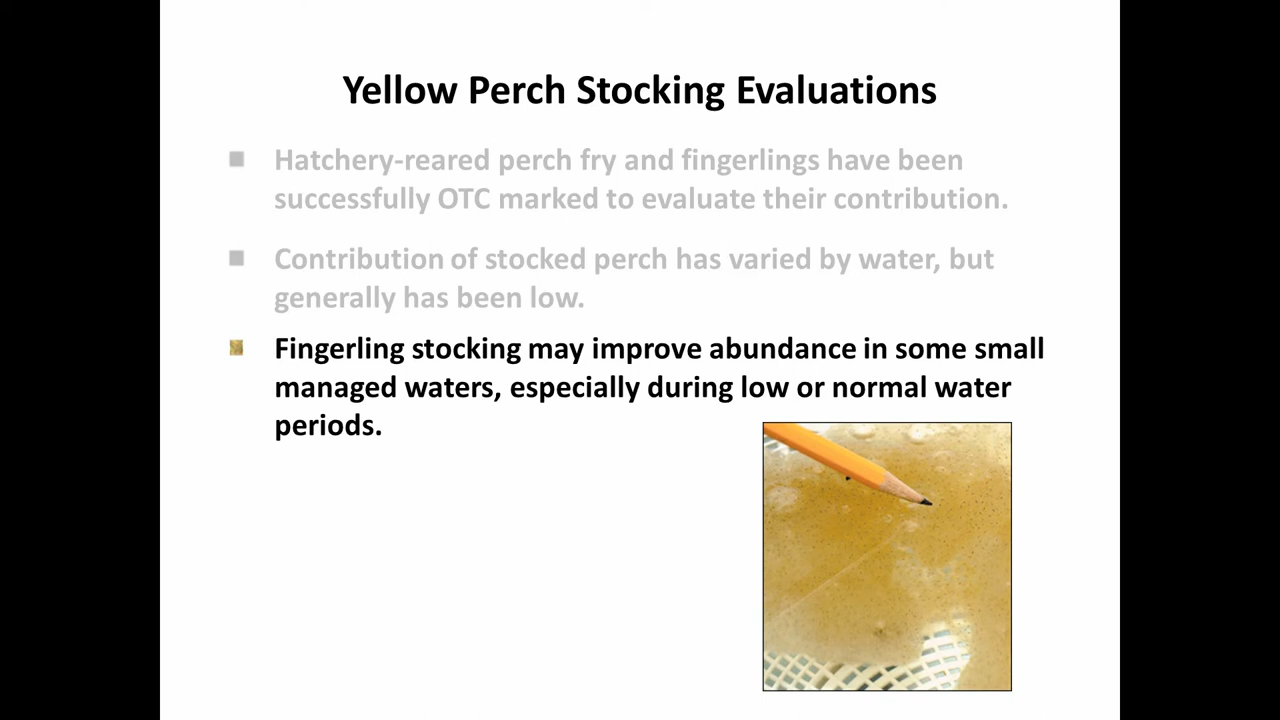 Yellow Perch Stocking Evaluations
Hatchery-reared perch fry and fingerlings have been
successfully OTC marked to evaluate their contribution.
Contribution of stocked perch has varied by water, but
generally has been low.
Fingerling stocking may improve abundance in some small
managed waters, especially during low or normal water
periods.